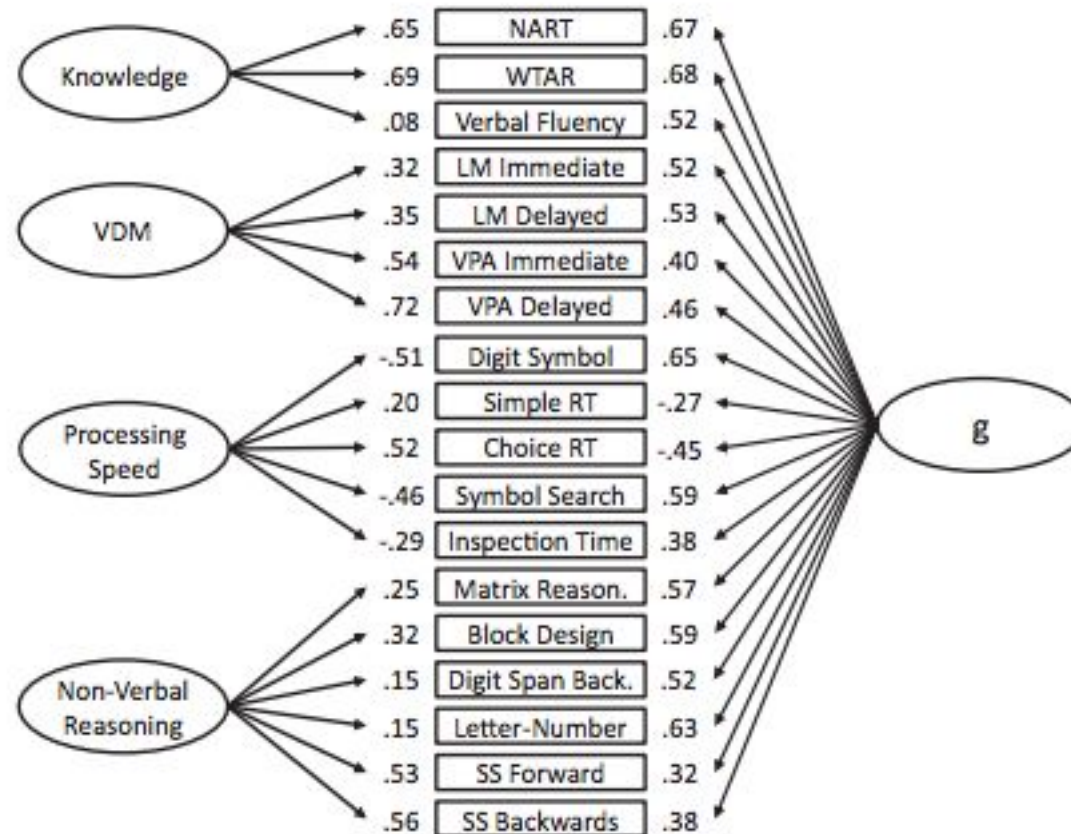 .65 NART .67
Knowledge .69 WTAR .68
.08 Verbal Fluency .52
.32 LM Immediate .52
VDM .35 LM Delayed .53
.54 VPA Immediate .40
.72 VPA Delayed .46
-.51 Digit Symbol .65
.20 Simple RT -.27
Processing
Speed
.52 Choice RT -.45
g
-.46 Symbol Search .59
-.29 Inspection Time .38
.25 Matrix Reason. .57
.32 Block Design .59
Non-Verbal
Reasoning
.15 Digit Span Back. .52
.15 Letter-Number .63
.53 SS Forward .32
.56 SS Backwards .38